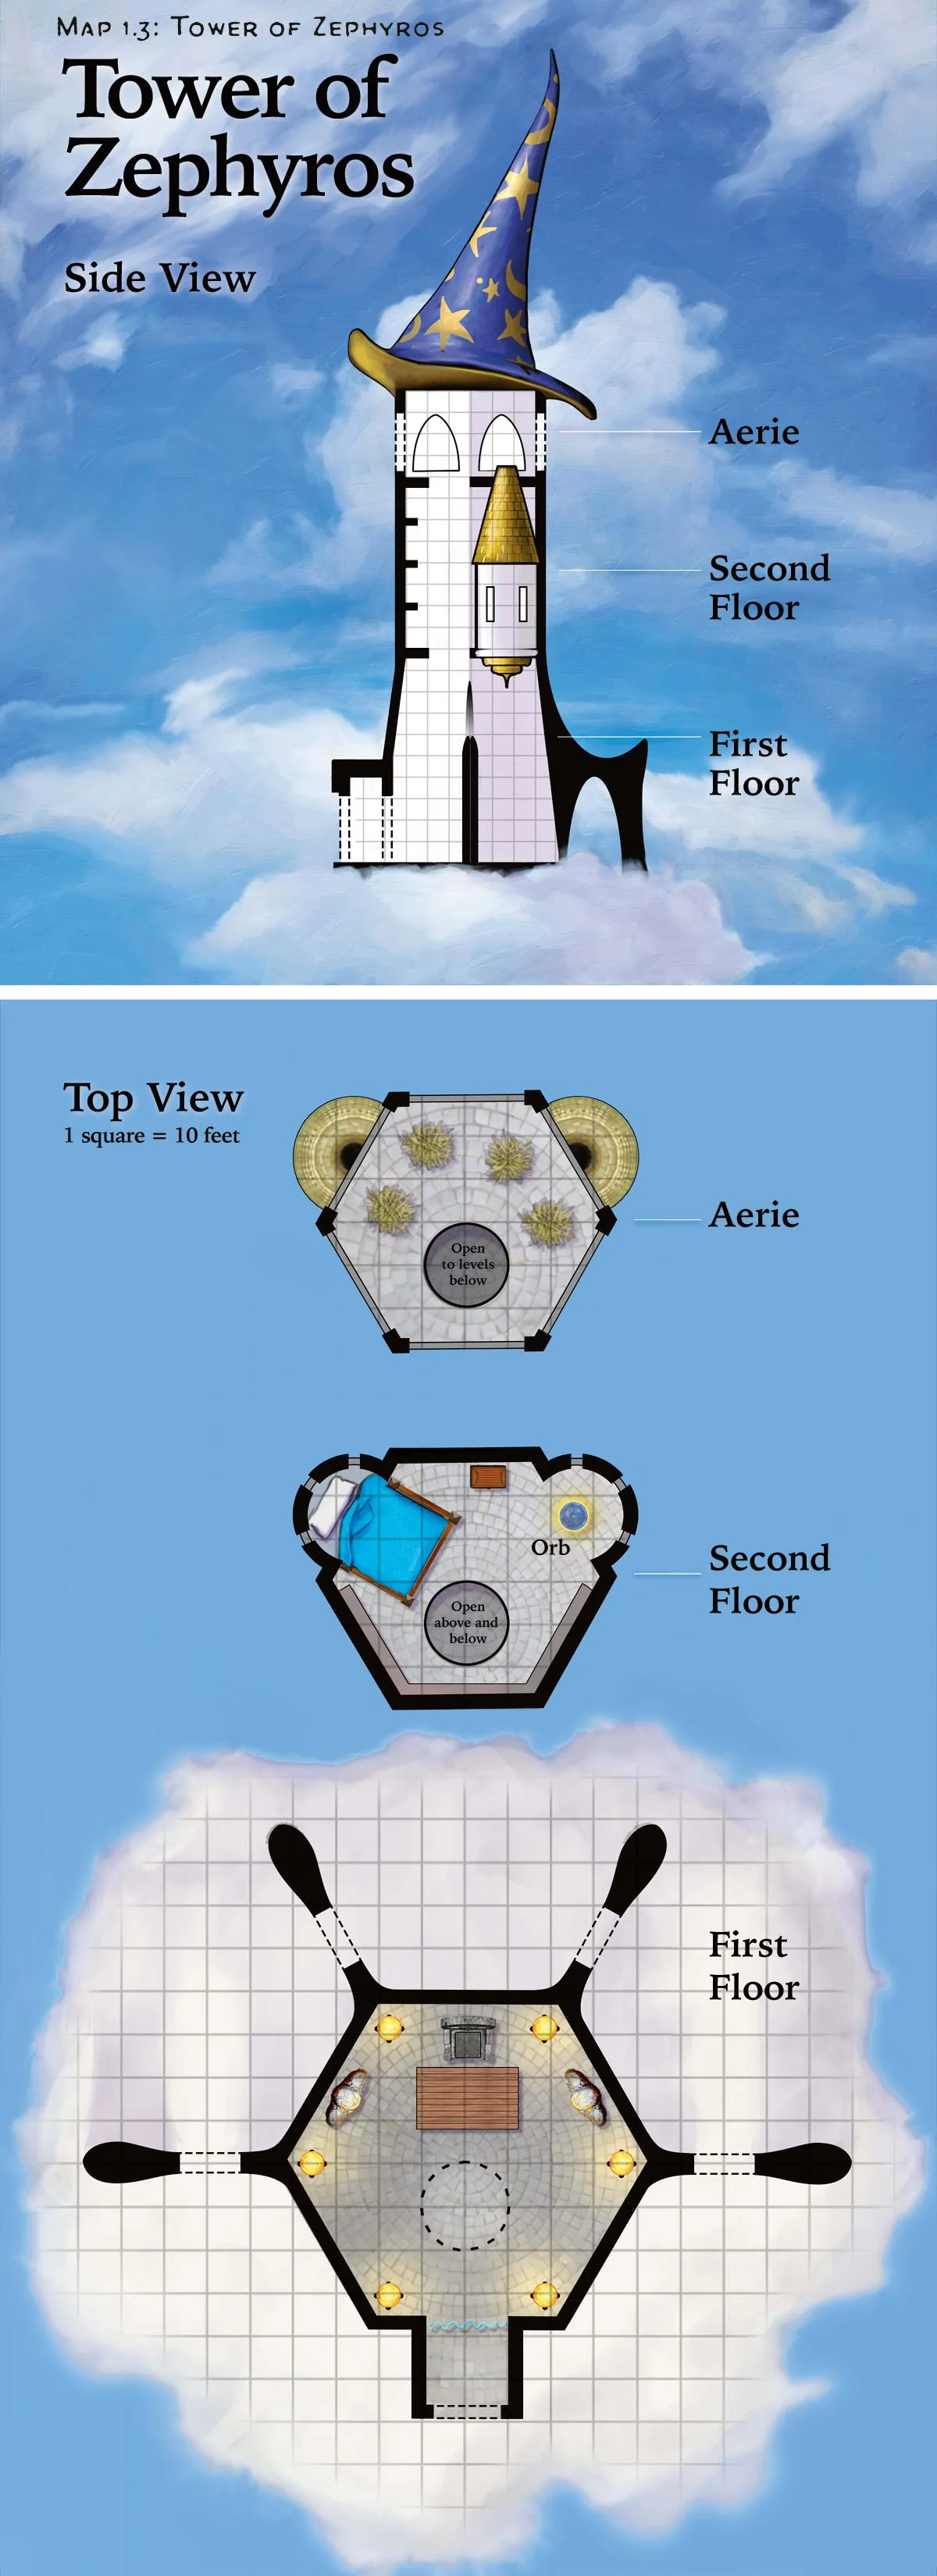 Map 1.3: Tower of Zephyros
Tower of
Zephyros
Side View
Aerie
Second
Floor
First
Floor
Top View
1 square = 10 feet
Open
to levels
below
Aerie
Orb
Second
Floor
Open
above and
below
First
Floor